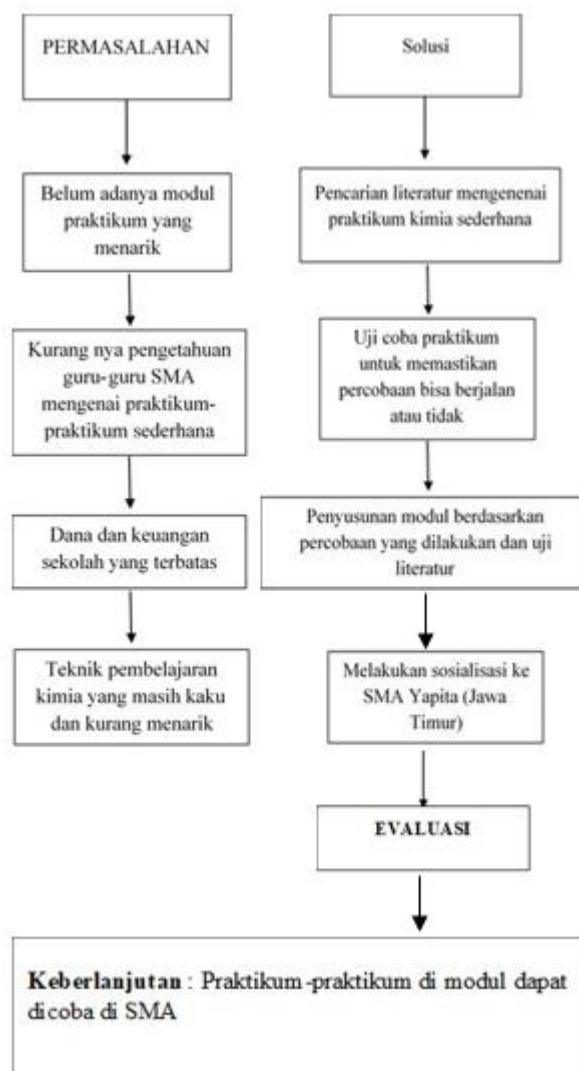 PERMASALAHAN
Belum adanya modul
praktikum yang
menarik
Kurang nya pengetahuan
guru-guru SMA
mengenai praktikum-
praktikum sederhana
Dana dan keuangan
sekolah yang terbatas
Teknik pembelajaran
kimia yang masih kaku
dan kurang menarik
Solusi
Pencarian literatur mengenenai
praktikum kimia sederhana
Uji coba praktikum
untuk memastikan
percobaan bisa berjalan
atau tidak
Penyusunan modul berdasarkan
percobaan yang dilakukan dan uji
literatur
Melakukan sosialisasi ke
SMA Yapita (Jawa
Timur)
EVALUASI
Keberlanjutan : Praktikum-praktikum di modul dapat
dicoba di SMA